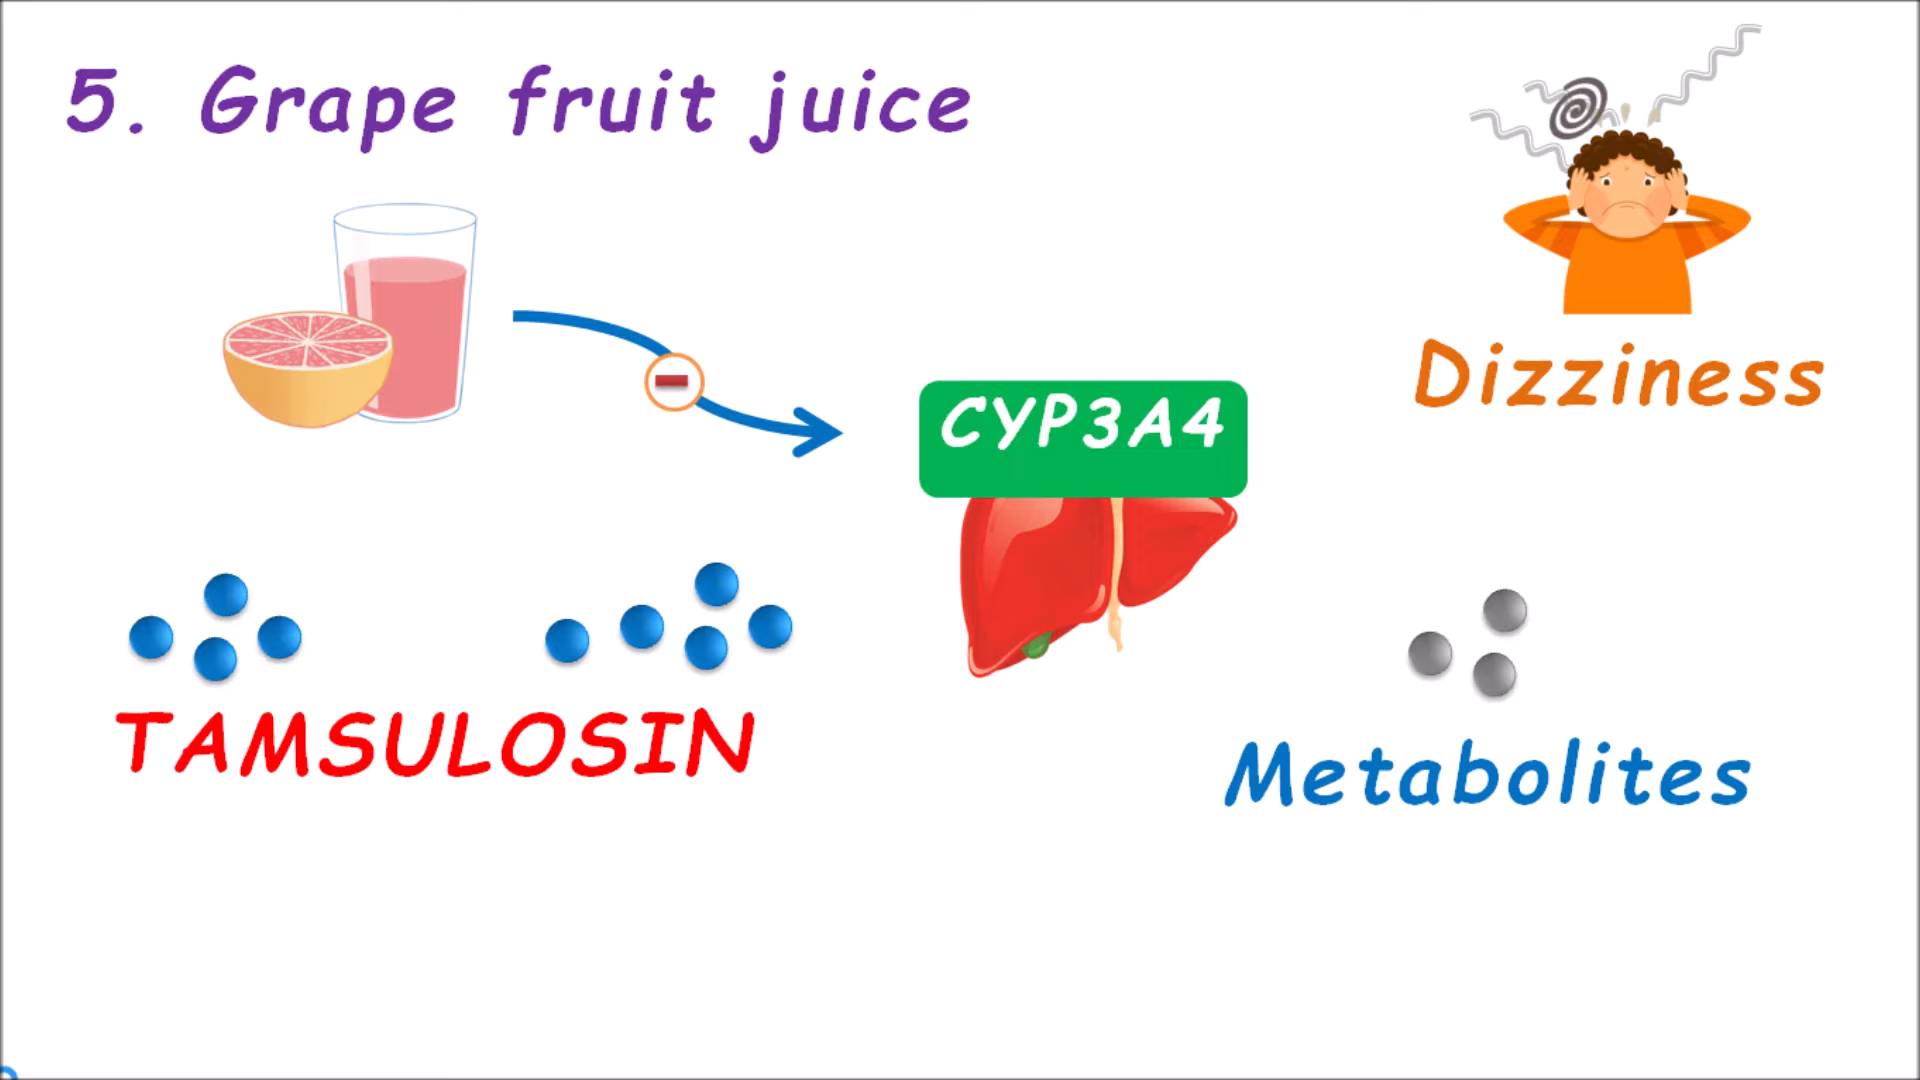 5. Grape fruit juice
Dizziness
CYP3A4
TAMSULOSIN
Metabolites